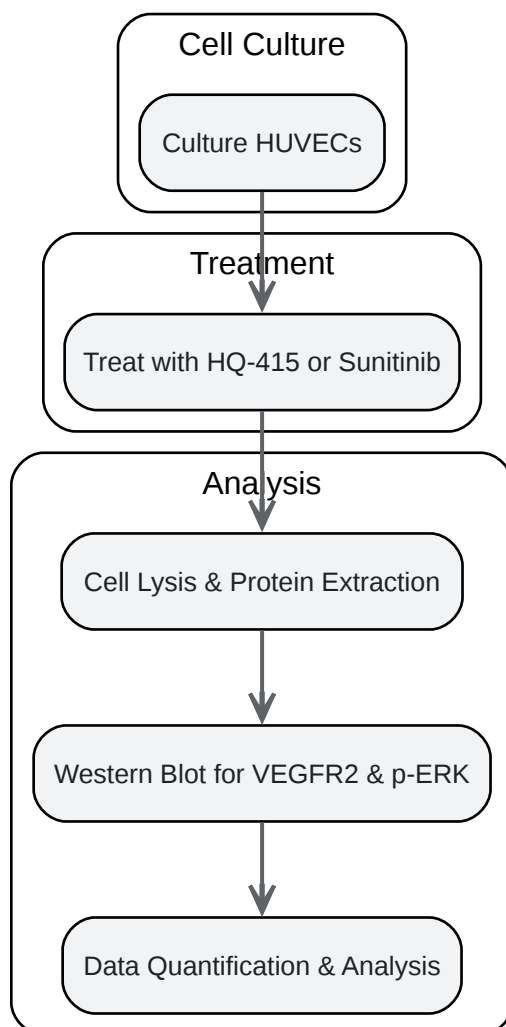 Cell Culture
Culture HUVECs
Treatment
Treat with HQ-415 or Sunitinib
Analysis
Cell Lysis & Protein Extraction
Western Blot for VEGFR2 & p-ERK
Data Quantification & Analysis